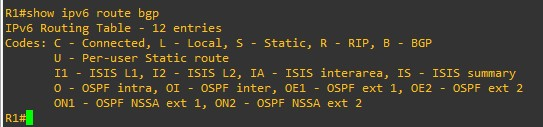 R1#show ipv6 route bgp
IPv6 Routing Table - 12 entries
Codes: C - Connected, L - Local, S - Static, R - RIP, B - BGP
       U - Per-user Static route
       I1 - ISIS L1, I2 - ISIS L2, IA - ISIS interarea, IS - ISIS summary
       O - OSPF intra, OI - OSPF inter, OE1 - OSPF ext 1, OE2 - OSPF ext 2
       ON1 - OSPF NSSA ext 1, ON2 - OSPF NSSA ext 2
R1#